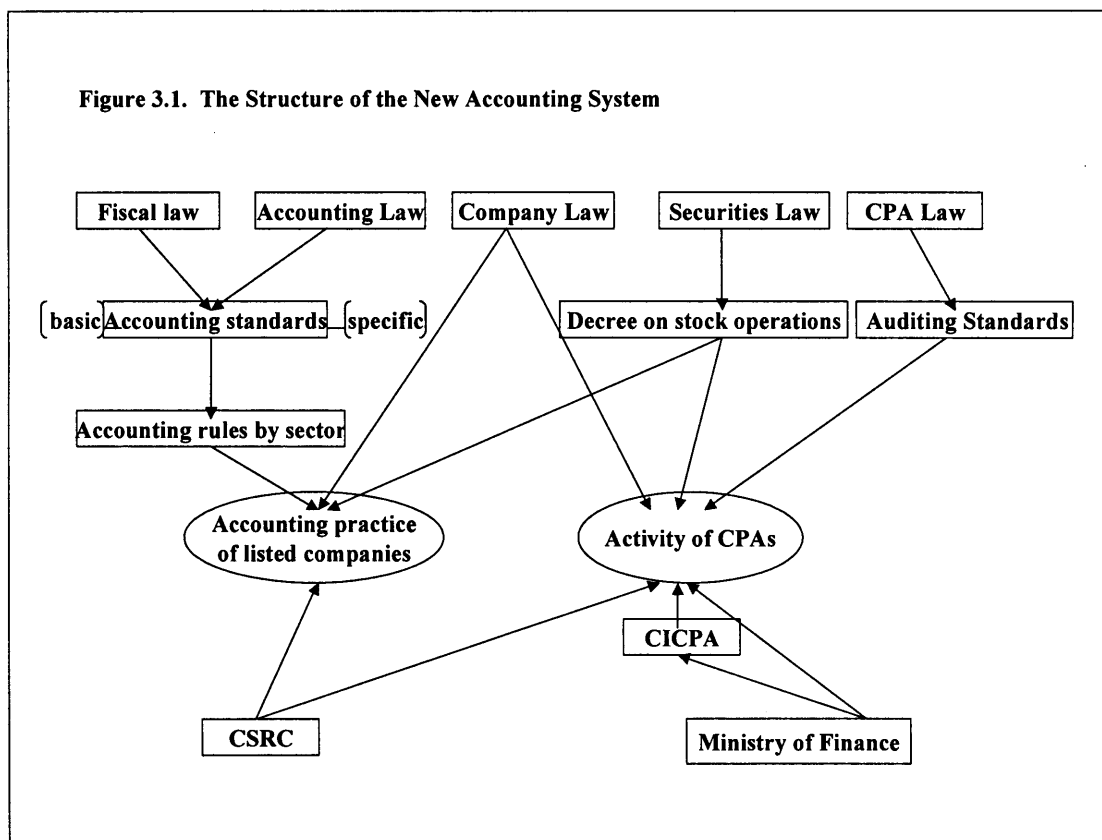 Figure 3.1. The Structure of the New Accounting System
Fiscal law
Accounting Law
Company Law
Securities Law
CPA Law
(basic)
Accounting standards
(specific)
Decree on stock operations
Auditing Standards
Accounting rules by sector
Accounting practice
of listed companies
Activity of CPAs
CICPA
CSRC
Ministry of Finance